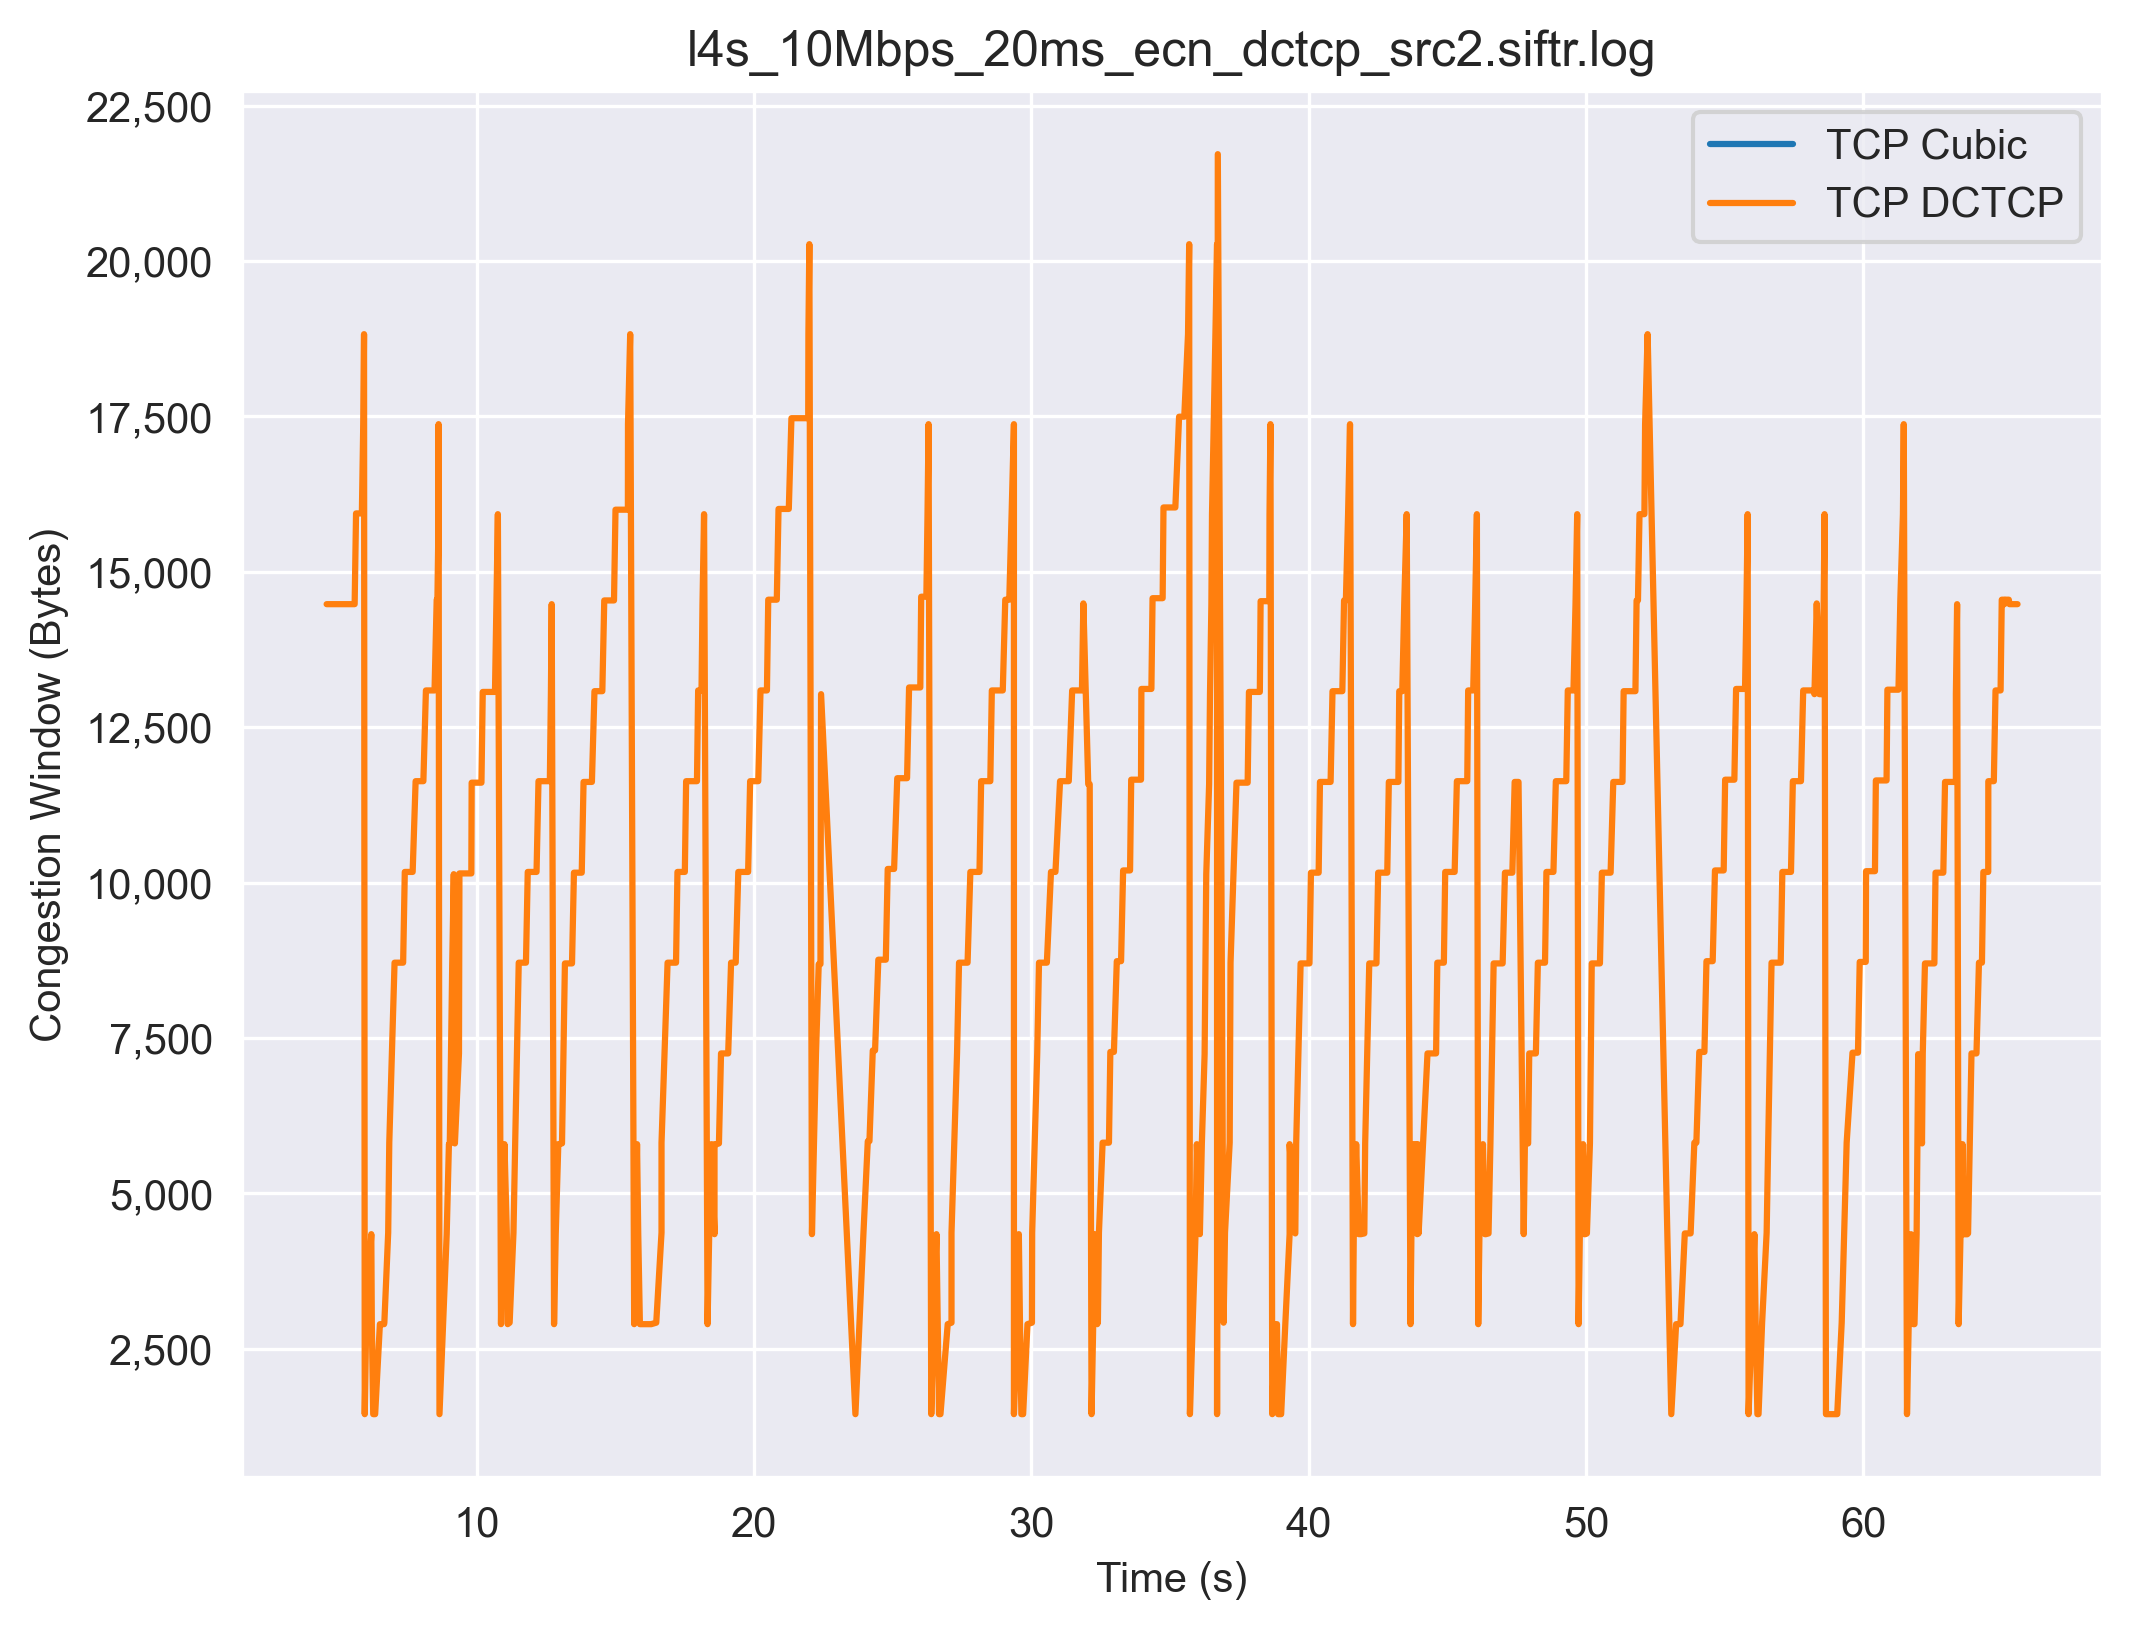 l4s_10Mbps_20ms_ecn_dctcp_src2.siftr.log
TCP Cubic
TCP DCTCP
Congestion Window (Bytes)
22,500
20,000
17,500
15,000
12,500
10,000
7,500
5,000
2,500
10 20 30 40 50 60
Time (s)